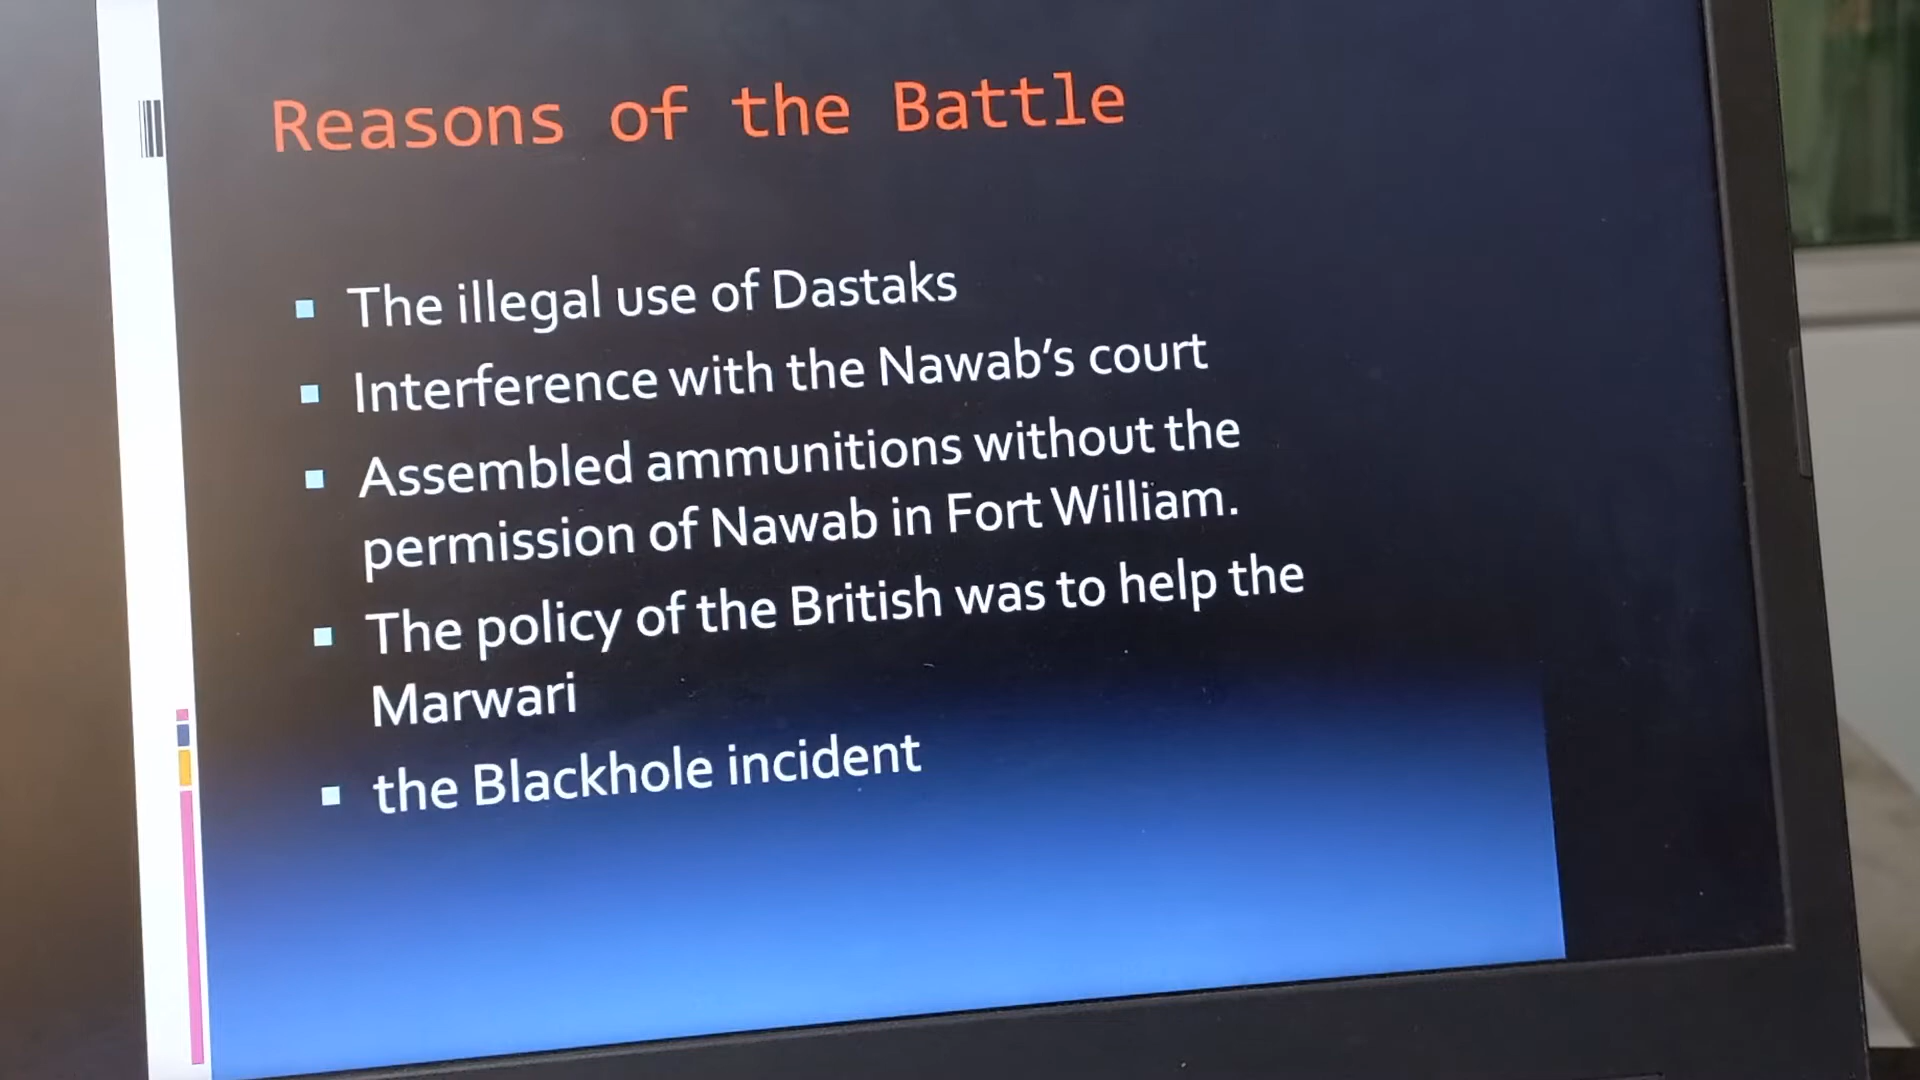 Reasons of the Battle
The illegal use of Dastaks
Interference with the Nawab's court
Assembled ammunitions without the
permission of Nawab in Fort William.
The policy of the British was to help the
Marwari
the Blackhole incident